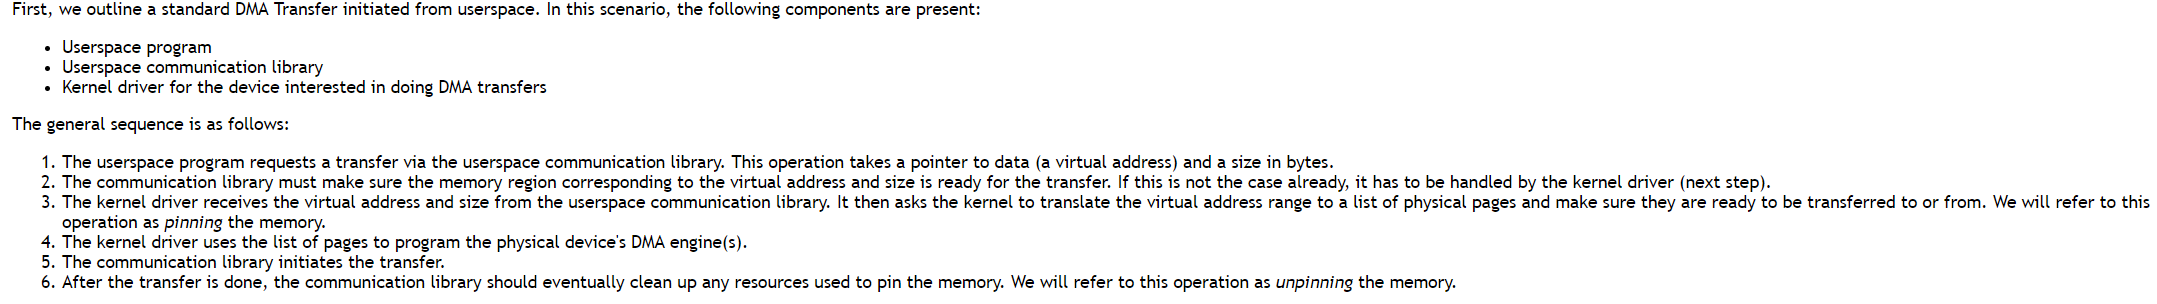 First, we outline a standard DMA Transfer initiated from userspace. In this scenario, the following components are present:
• Userspace program
• Userspace communication library
• Kernel driver for the device interested in doing DMA transfers
The general sequence is as follows:
1. The userspace program requests a transfer via the userspace communication library. This operation takes a pointer to data (a virtual address) and a size in bytes.
2. The communication library must make sure the memory region corresponding to the virtual address and size is ready for the transfer. If this is not the case already, it has to be handled by the kernel driver (next step).
3. The kernel driver receives the virtual address and size from the userspace communication library. It then asks the kernel to translate the virtual address range to a list of physical pages and make sure they are ready to be transferred to or from. We will refer to this
operation as pinning the memory.
4. The kernel driver uses the list of pages to program the physical device's DMA engine(s).
5. The communication library initiates the transfer.
6. After the transfer is done, the communication library should eventually clean up any resources used to pin the memory. We will refer to this operation as unpinning the memory.